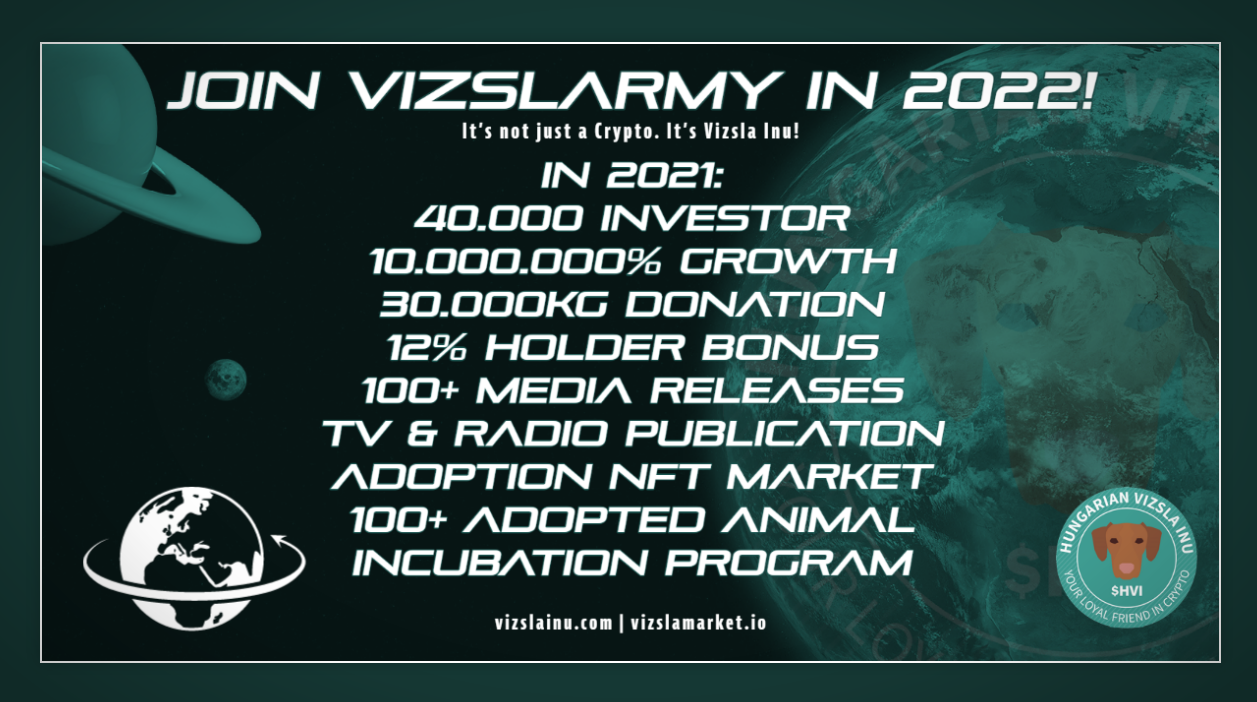 JOIN VIZSLARMY IN 2022!
It's not just a Crypto. It's Vizsla Inu!
IN 2021:
40.000 INVESTOR
10.000.000% GROWTH
30.000KG DONATION
12% HOLDER BONUS
100+ MEDIA RELEASES
TV & RADIO PUBLICATION
ADOPTION NFT MARKET
100+ ADOPTED ANIMAL
INCUBATION PROGRAM
vizslainu.com | vizslamarket.io
HUNGARIAN VIZSLA INU
$HVI
YOUR LOYAL FRIEND IN CRYPTO